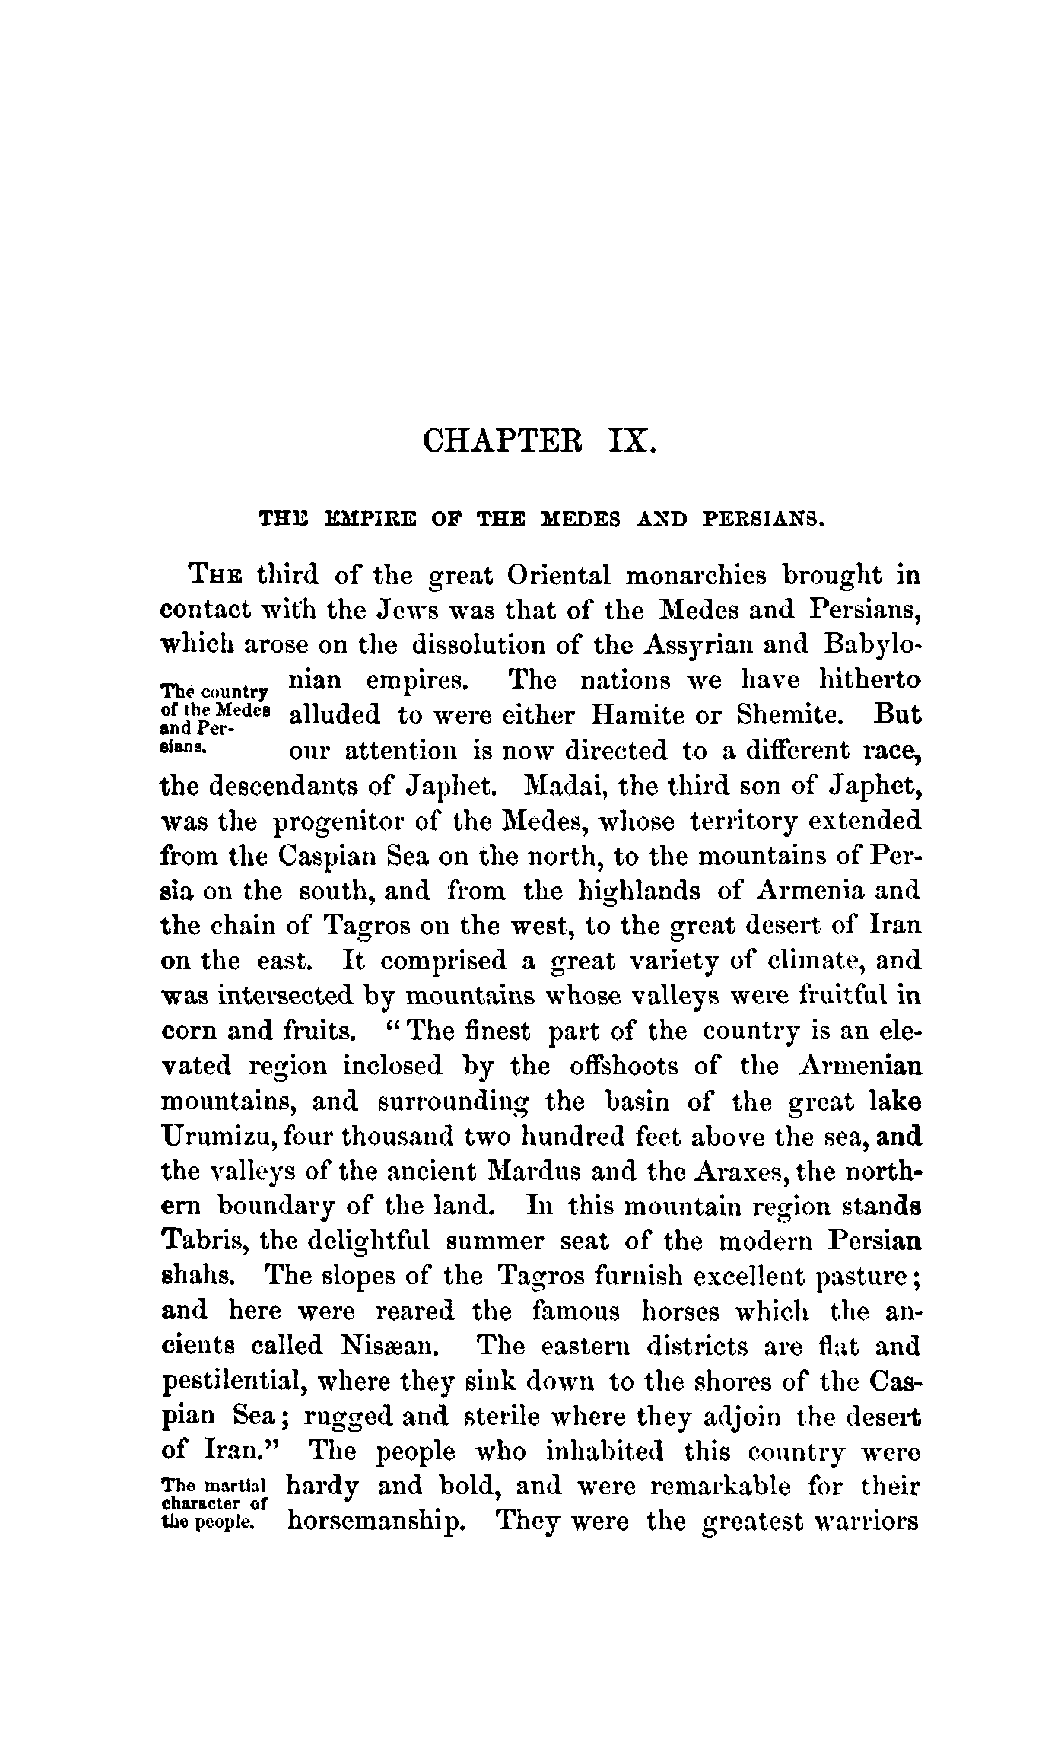 CHAPTER IX.
THE EMPIRE OF THE MEDES AND PERSIANS.
THE third of the great Oriental monarchies brought in
contact with the Jews was that of the Medes and Persians,
which arose on the dissolution of the Assyrian and Babylo-
The country
of the Medes
and Per-
sians.
nian empires. The nations we have hitherto
alluded to were either Hamite or Shemite. But
our attention is now directed to a different race,
the descendants of Japhet. Madai, the third son of Japhet,
was the progenitor of the Medes, whose territory extended
from the Caspian Sea on the north, to the mountains of Per-
sia on the south, and from the highlands of Armenia and
the chain of Tagros on the west, to the great desert of Iran
on the east. It comprised a great variety of climate, and
was intersected by mountains whose valleys were fruitful in
corn and fruits. “The finest part of the country is an ele-
vated region inclosed by the offshoots of the Armenian
mountains, and surrounding the basin of the great lake
Urumizu, four thousand two hundred feet above the sea, and
the valleys of the ancient Mardus and the Araxes, the north-
ern boundary of the land. In this mountain region stands
Tabris, the delightful summer seat of the modern Persian
shahs. The slopes of the Tagros furnish excellent pasture;
and here were reared the famous horses which the an-
cients called Nisæan. The eastern districts are flat and
pestilential, where they sink down to the shores of the Cas-
pian Sea; rugged and sterile where they adjoin the desert
of Iran.” The people who inhabited this country were
The martial
character of
the people.
hardy and bold, and were remarkable for their
horsemanship. They were the greatest warriors